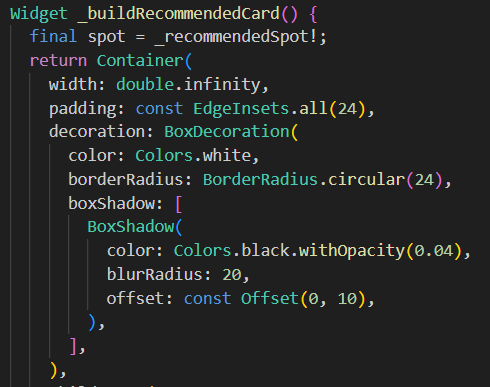 Widget _buildRecommendedCard() {
final spot = _recommendedSpot!;
return Container(
width: double.infinity,
padding: const EdgeInsets.all(24),
decoration: BoxDecoration(
color: Colors.white,
borderRadius: BorderRadius.circular(24),
boxShadow: [
BoxShadow(
color: Colors.black.withOpacity(0.04),
blurRadius: 20,
offset: const Offset(0, 10),
),
],
),